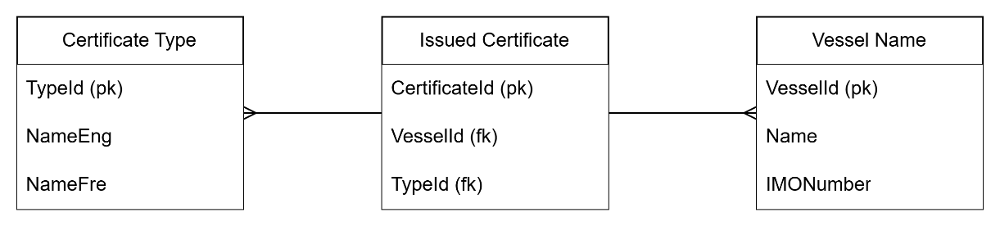 Certificate Type
TypeId (pk)
NameEng
NameFre
Issued Certificate
CertificateId (pk)
VesselId (fk)
TypeId (fk)
Vessel Name
VesselId (pk)
Name
IMONumber